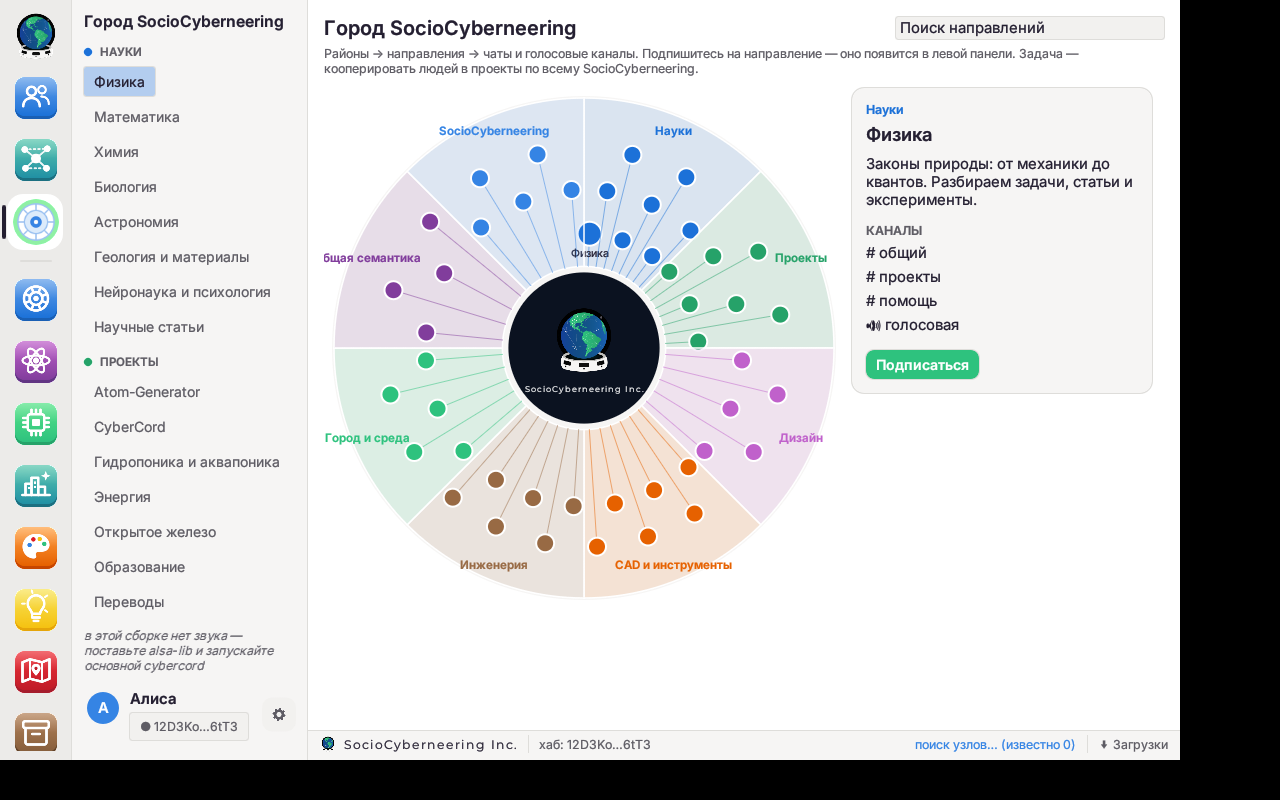 Город SocioCyberneering
НАУКИ
Физика
Математика
Химия
Биология
Астрономия
Геология и материалы
Нейронаука и психология
Научные статьи
ПРОЕКТЫ
Atom-Generator
CyberCord
Гидропоника и аквапоника
Энергия
Открытое железо
Образование
Переводы
в этой сборке нет звука —
поставьте alsa-lib и запускайте
основной cybercord
А
Алиса
12D3Ko…6tT3
Город SocioCyberneering
Поиск направлений
Районы → направления → чаты и голосовые каналы. Подпишитесь на направление — оно появится в левой панели. Задача —
кооперировать людей в проекты по всему SocioCyberneering.
SocioCyberneering
Науки
Физика
бщая семантика
Проекты
SocioCyberneering Inc.
Город и среда
Дизайн
Инженерия
CAD и инструменты
Науки
Физика
Законы природы: от механики до
квантов. Разбираем задачи, статьи и
эксперименты.
КАНАЛЫ
# общий
# проекты
# помощь
голосовая
Подписаться
SocioCyberneering Inc.
хаб: 12D3Ko…6tT3
поиск узлов… (известно 0)
Загрузки